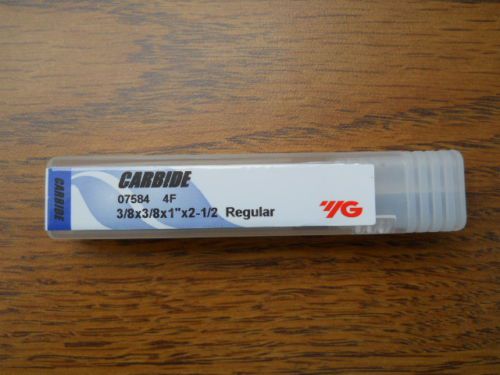 CARBIDE
CARBIDE
07584 4F
3/8x3/8x1"x2-1/2 Regular
YG